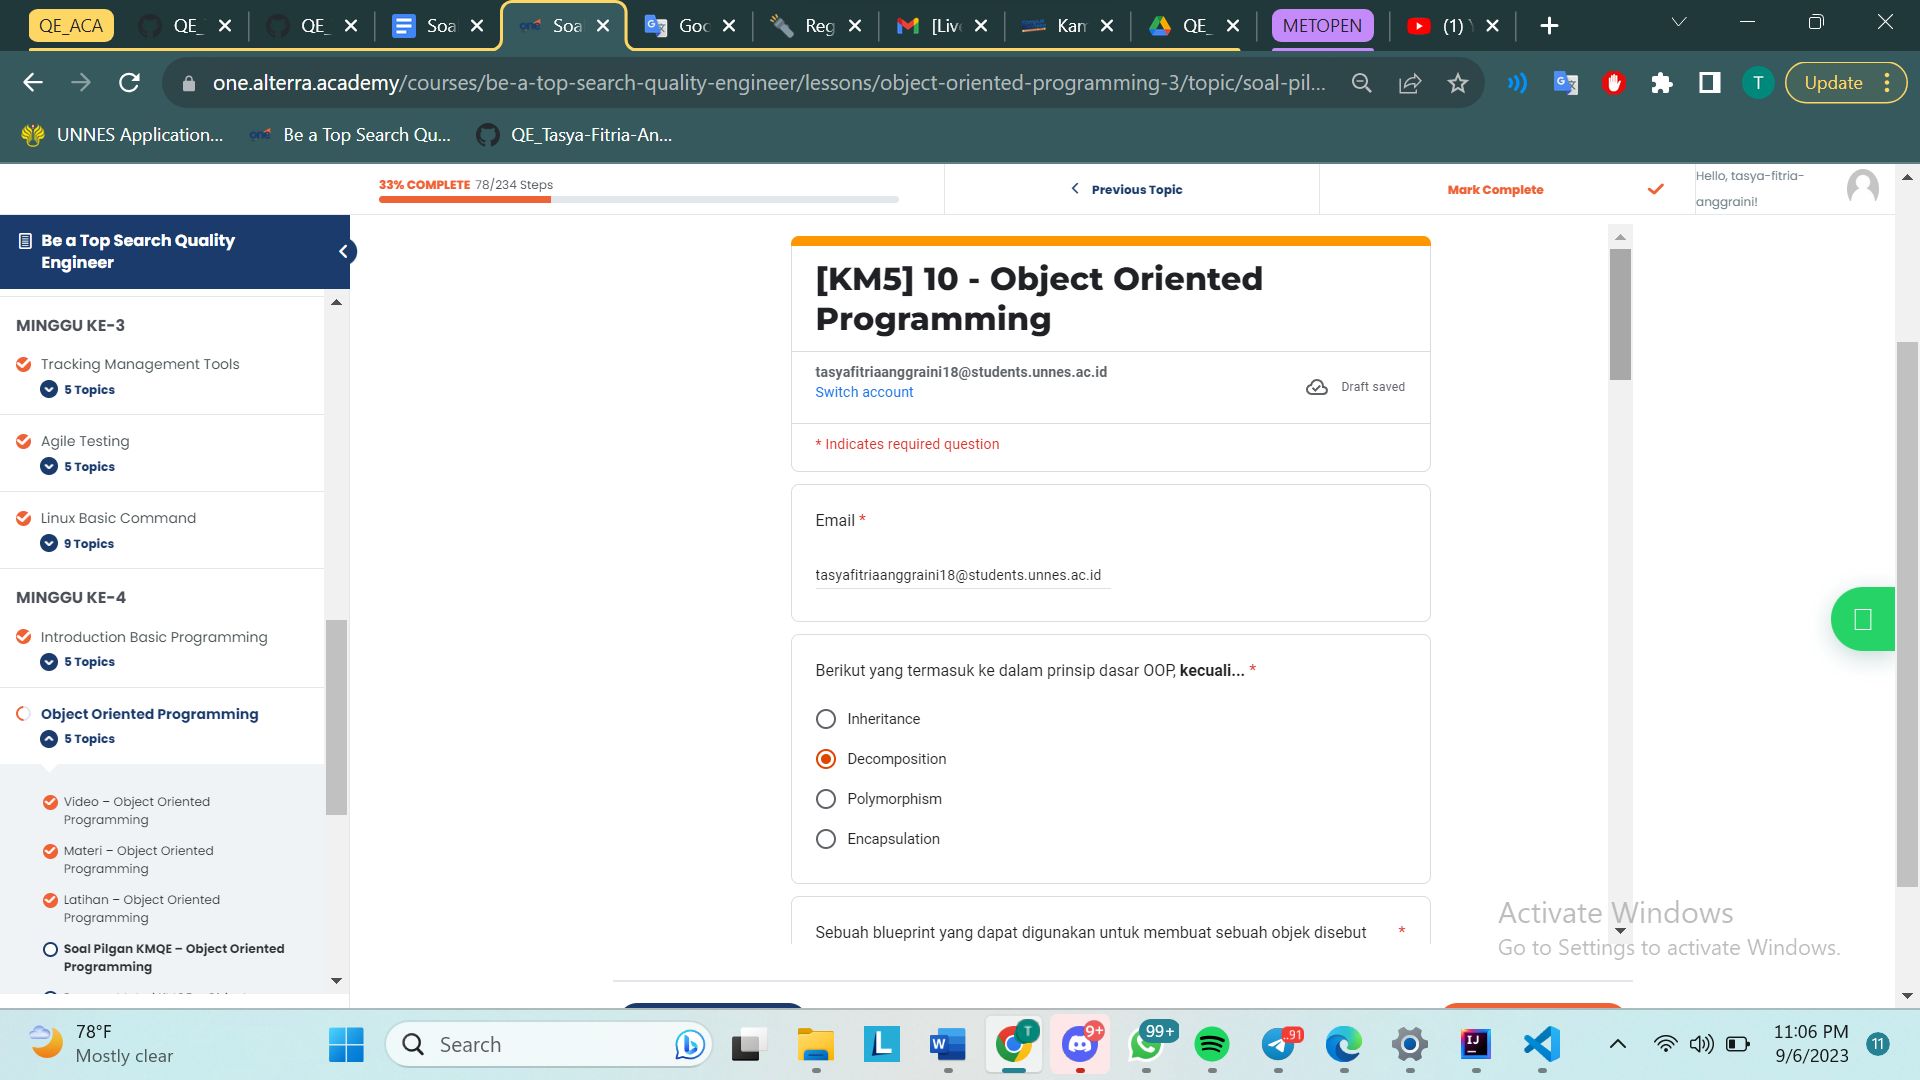 QE_ACA
QE_
QE_
Soa
Soa
Goc
Reg
[Live
Kam
QE_
METOPEN
(1)
one.alterra.academy/courses/be-a-top-search-quality-engineer/lessons/object-oriented-programming-3/topic/soal-pil...
T
Update
UNNES Application...
one
Be a Top Search Qu...
QE_Tasya-Fitria-An...
33% COMPLETE 78/234 Steps
Previous Topic
Mark Complete
Hello, tasya-fitria-
anggraini!
Be a Top Search Quality
Engineer
MINGGU KE-3
Tracking Management Tools
5 Topics
Agile Testing
5 Topics
Linux Basic Command
9 Topics
MINGGU KE-4
Introduction Basic Programming
5 Topics
Object Oriented Programming
5 Topics
Video – Object Oriented
Programming
Materi – Object Oriented
Programming
Latihan – Object Oriented
Programming
Soal Pilgan KMQE – Object Oriented
Programming
[KM5] 10 - Object Oriented
Programming
tasyafitriaanggraini18@students.unnes.ac.id
Switch account
Draft saved
* Indicates required question
Email *
tasyafitriaanggraini18@students.unnes.ac.id
Berikut yang termasuk ke dalam prinsip dasar OOP, kecuali... *
Inheritance
Decomposition
Polymorphism
Encapsulation
Sebuah blueprint yang dapat digunakan untuk membuat sebuah objek disebut *
Activate Windows
Go to Settings to activate Windows.
78°F
Mostly clear
Search
L
W
T
9+
99+
..91
IJ
11:06 PM
9/6/2023
11